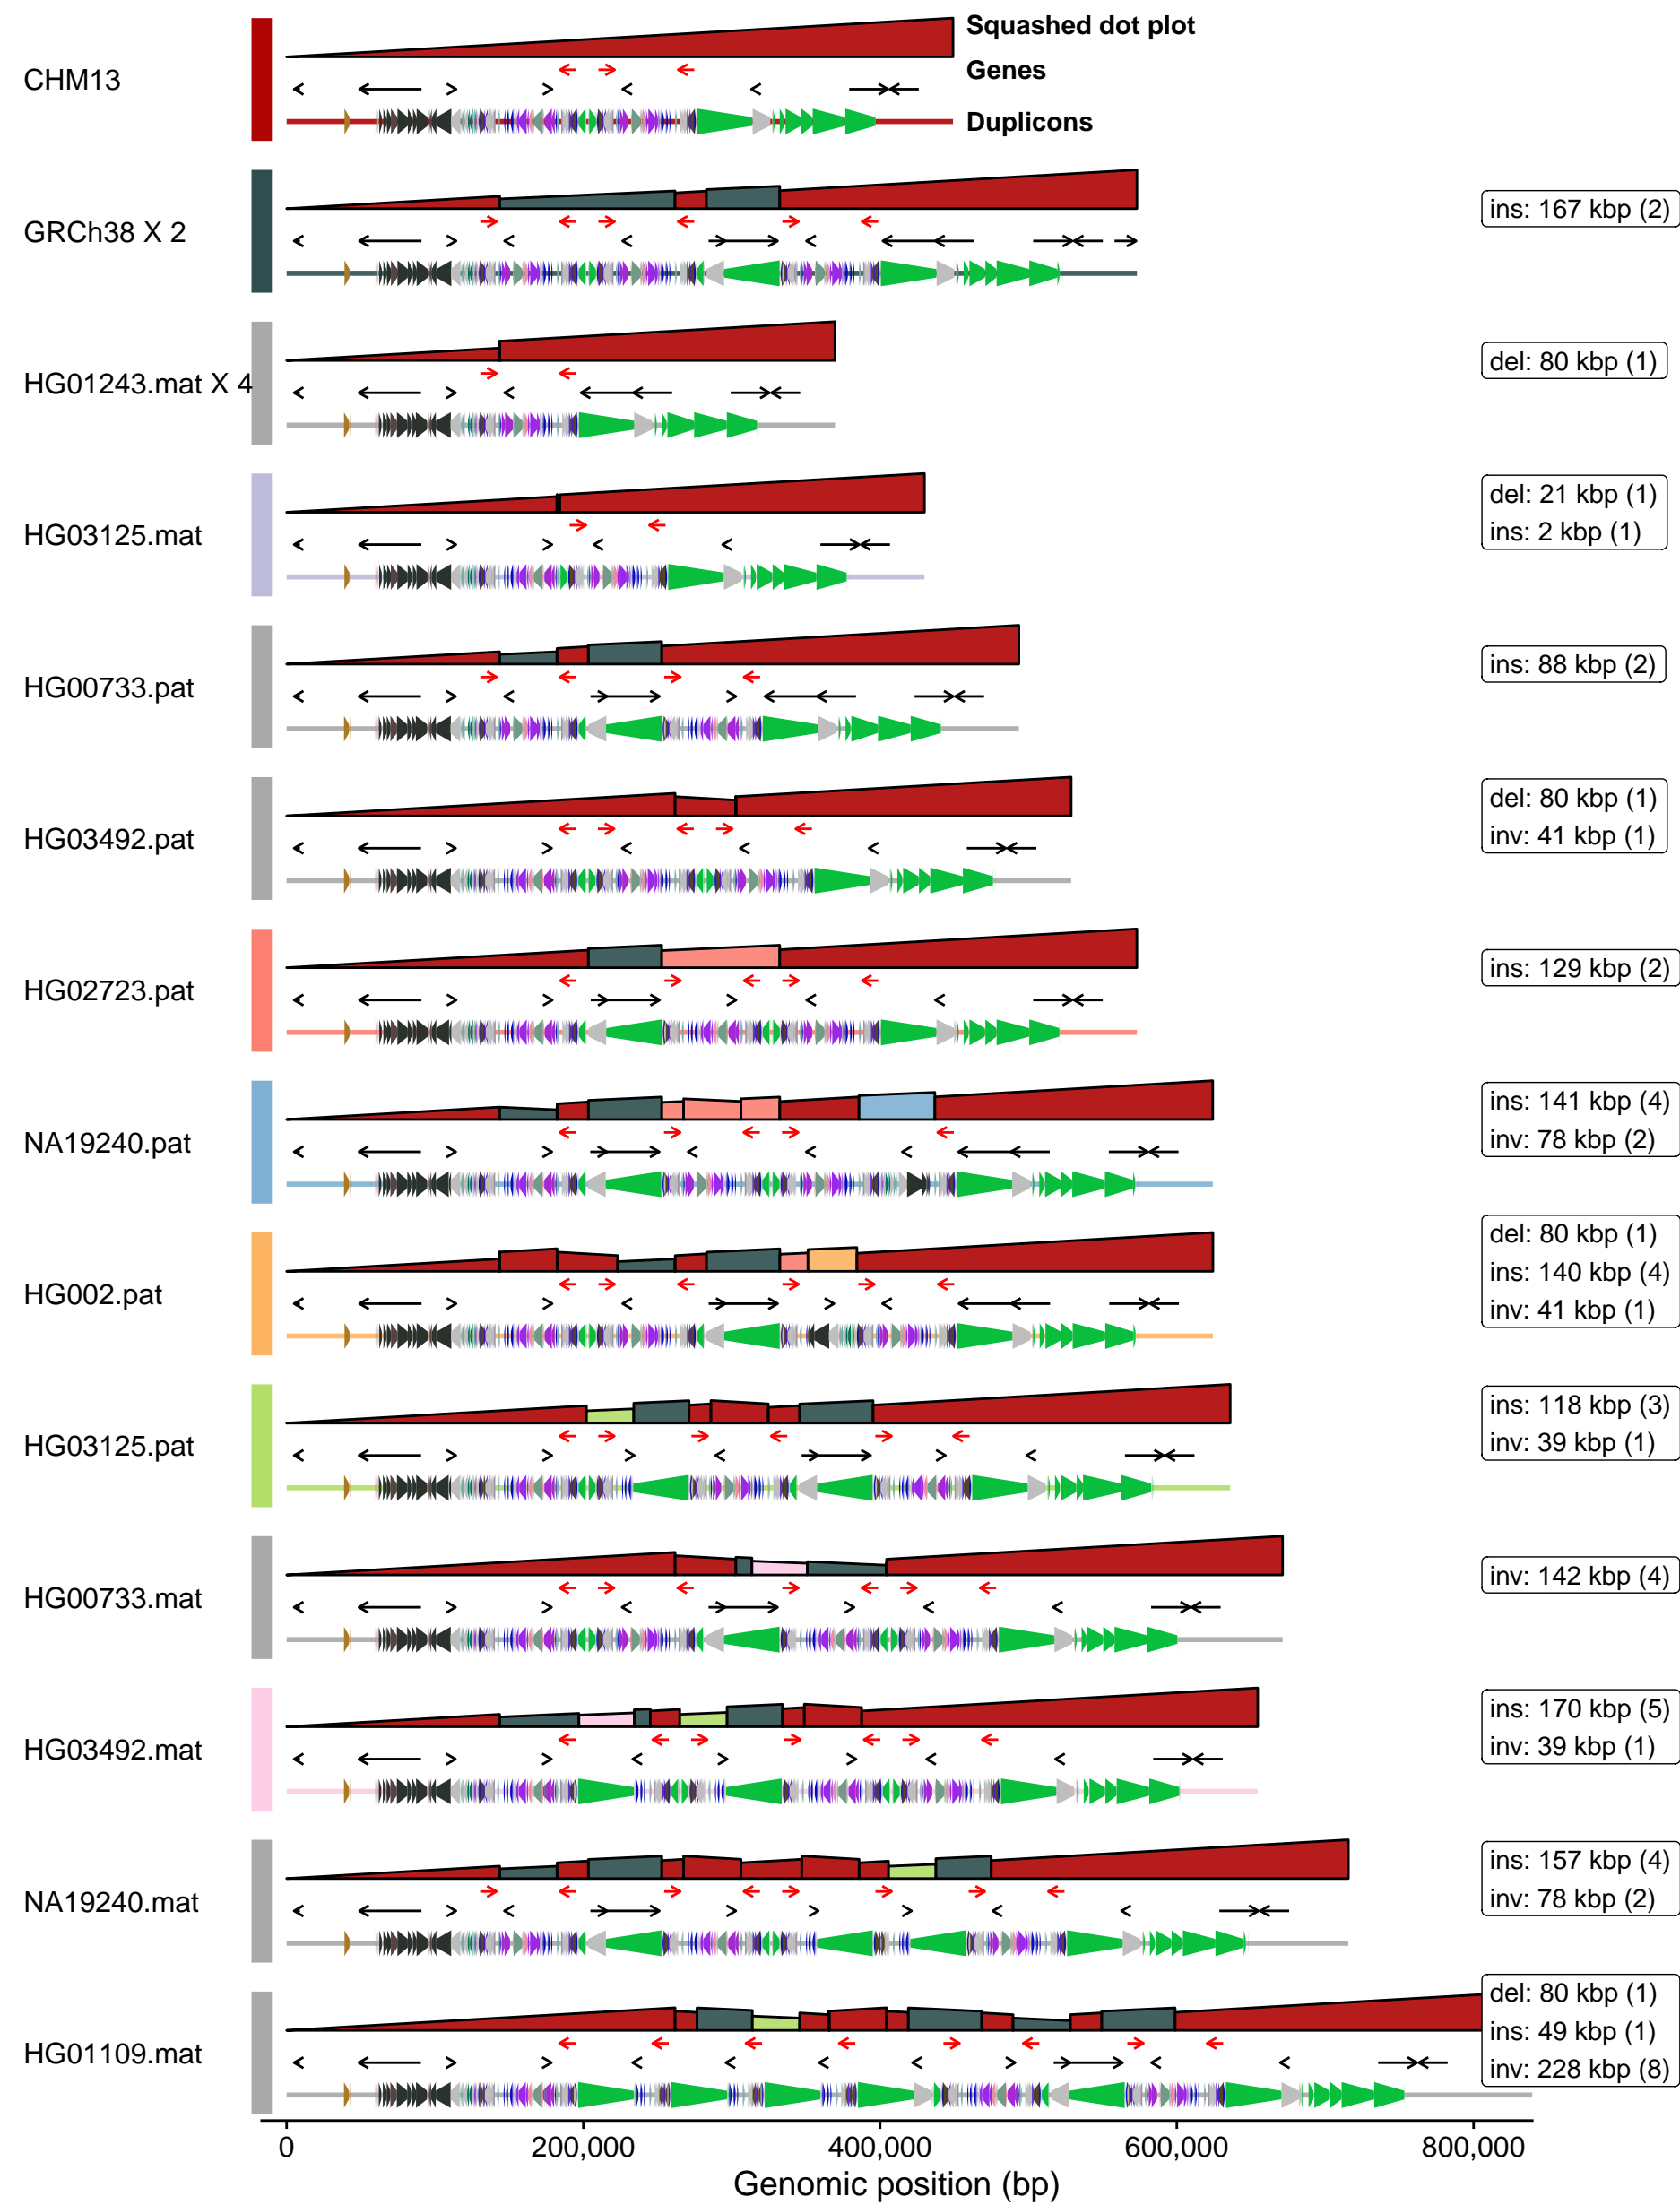 Squashed dot plot
CHM13
Genes
Duplicons
GRCh38 X 2
ins: 167 kbp (2)
HG01243.mat X 4
del: 80 kbp (1)
HG03125.mat
del: 21 kbp (1)
ins: 2 kbp (1)
HG00733.pat
ins: 88 kbp (2)
HG03492.pat
del: 80 kbp (1)
inv: 41 kbp (1)
HG02723.pat
ins: 129 kbp (2)
NA19240.pat
ins: 141 kbp (4)
inv: 78 kbp (2)
HG002.pat
del: 80 kbp (1)
ins: 140 kbp (4)
inv: 41 kbp (1)
HG03125.pat
ins: 118 kbp (3)
inv: 39 kbp (1)
HG00733.mat
inv: 142 kbp (4)
HG03492.mat
ins: 170 kbp (5)
inv: 39 kbp (1)
NA19240.mat
ins: 157 kbp (4)
inv: 78 kbp (2)
HG01109.mat
del: 80 kbp (1)
ins: 49 kbp (1)
inv: 228 kbp (8)
0 200,000 400,000 600,000 800,000
Genomic position (bp)